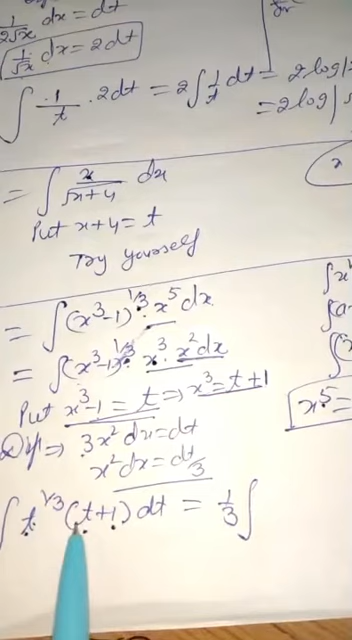 1/2√x dx = dt
1/√x dx = 2dt
∫ 1/t · 2dt = 2∫ 1/t dt = 2log|
= 2log|
= ∫ x/√x+4 dx
Put x+4 = t
Try yourself
= ∫(x³-1)^1/3 · x⁵ dx
= ∫(x³-1)^1/3 · x³ · x² dx
Put x³-1 = t ⇒ x³ = t+1
⇒ 3x² dx = dt
x² dx = dt/3
∫ t^1/3 (t+1) dt = 1/3 ∫
x⁵ =